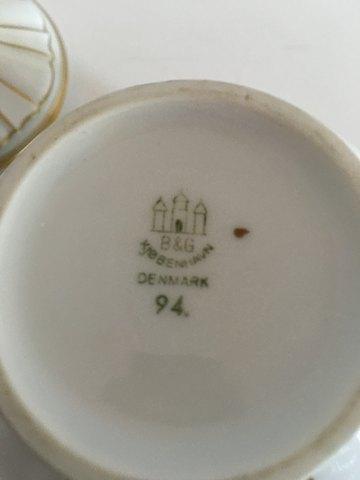 B&G
KJØBENHAVN
DENMARK
94.